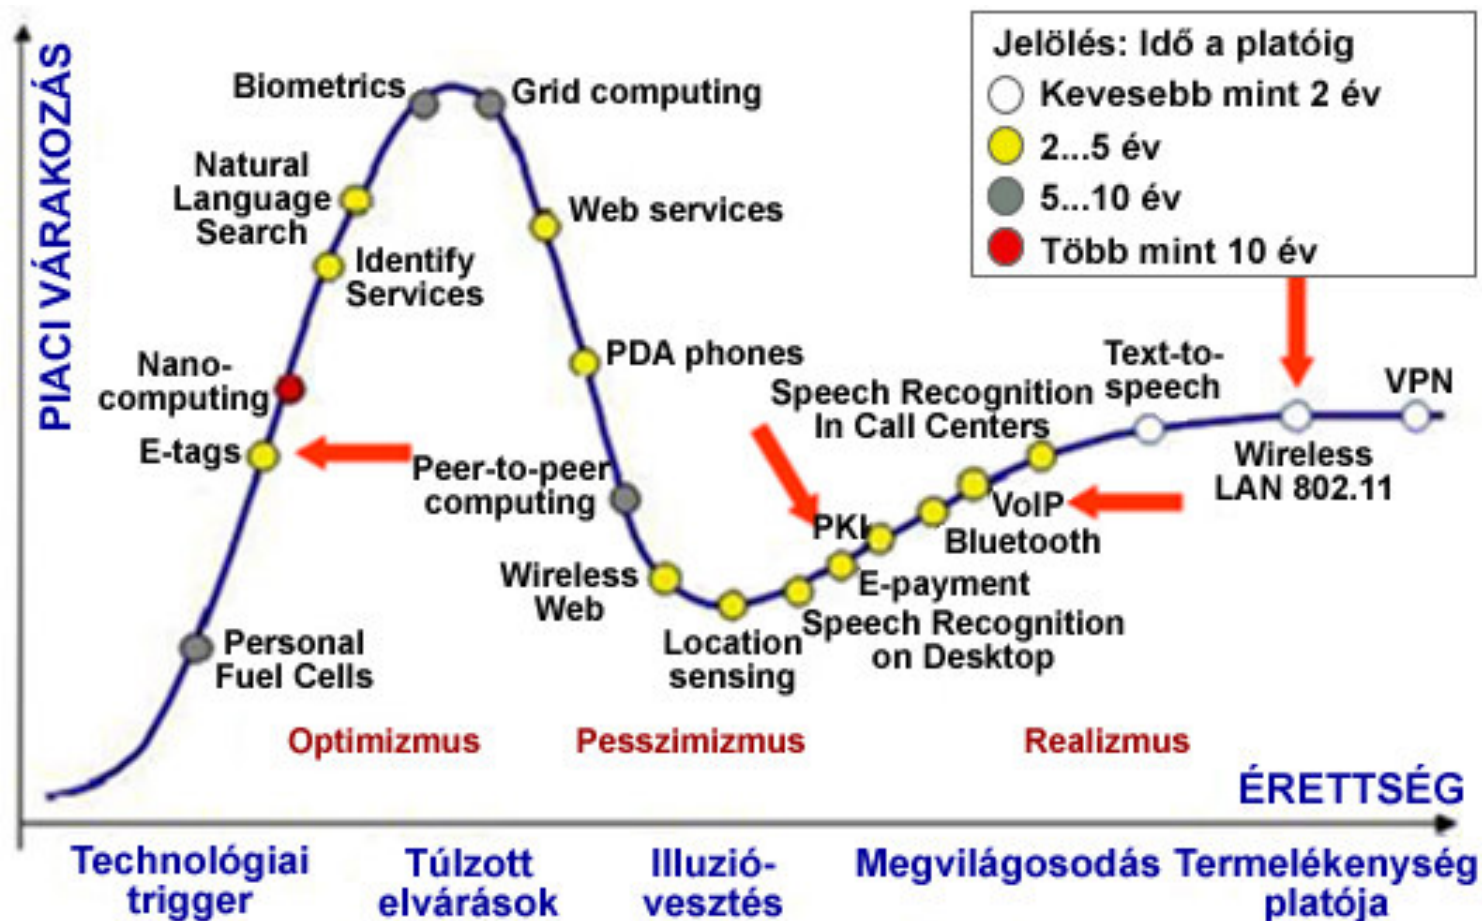 PIACI VÁRAKOZÁS
Jelölés: Idő a platóig
Kevesebb mint 2 év
2...5 év
5...10 év
Több mint 10 év
Biometrics
Grid computing
Natural
Language
Search
Web services
Identify
Services
Nano-
computing
PDA phones
Text-to-
speech
VPN
Speech Recognition
In Call Centers
E-tags
Peer-to-peer
computing
Wireless
LAN 802.11
PKI
VoIP
Bluetooth
Wireless
Web
E-payment
Location
sensing
Speech Recognition
on Desktop
Personal
Fuel Cells
Optimizmus
Pesszimizmus
Realizmus
ÉRETTSÉG
Technológiai
trigger
Túlzott
elvárások
Illuzió-
vesztés
Megvilágosodás
Termelékenység
platója